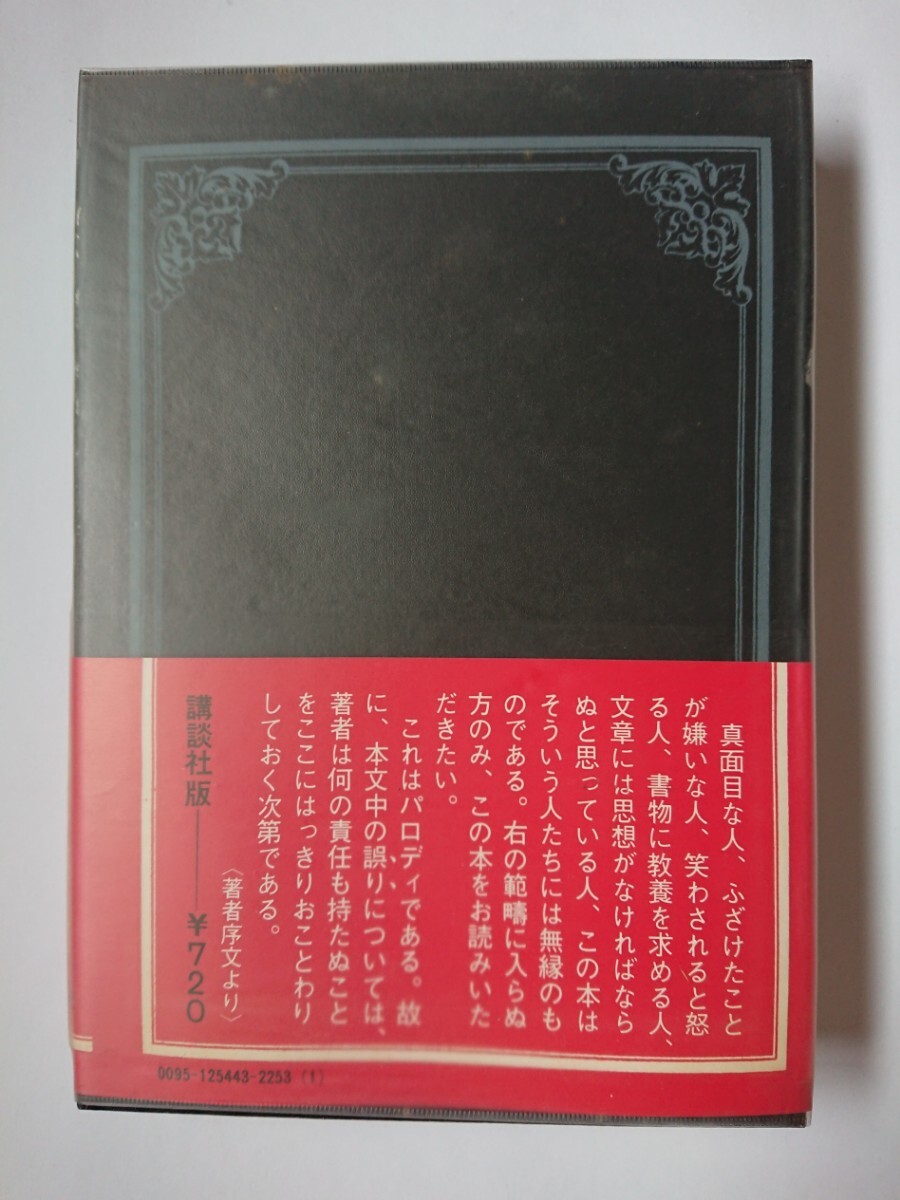 真面目な人、ふざけたこと
が嫌いな人、笑わされると怒
る人、書物に教養を求める人、
文章には思想がなければなら
ぬと思っている人、この本は
そういう人たちには無縁のも
のである。右の範疇に入らぬ
方のみ、この本をお読みいた
だきたい。
これはパロディである。故
に、本文中の誤りについては、
著者は何の責任も持たぬこと
をここにはっきりおことわり
しておく次第である。
〈著者序文より〉
講談社版——¥720
0095-125443-2253 (1)